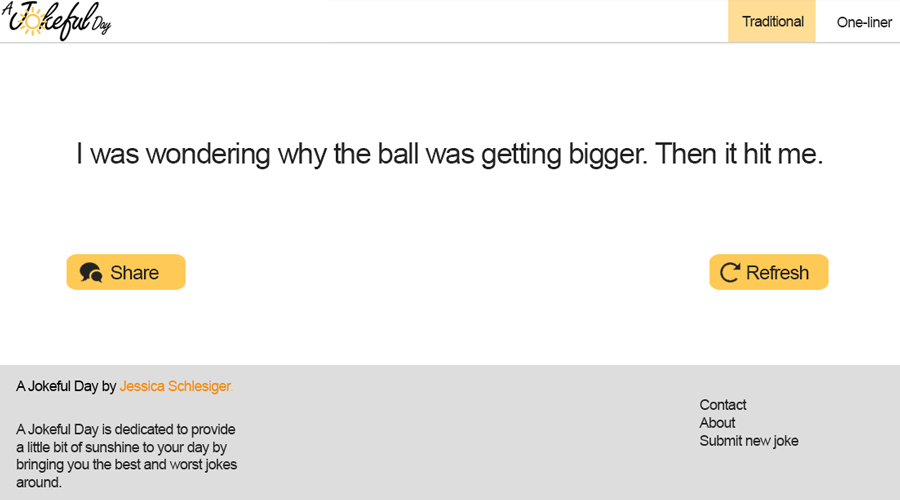 A Jokeful Day
Traditional
One-liner
I was wondering why the ball was getting bigger. Then it hit me.
Share
Refresh
A Jokeful Day by Jessica Schlesiger
A Jokeful Day is dedicated to provide
a little bit of sunshine to your day by
bringing you the best and worst jokes
around.
Contact
About
Submit new joke